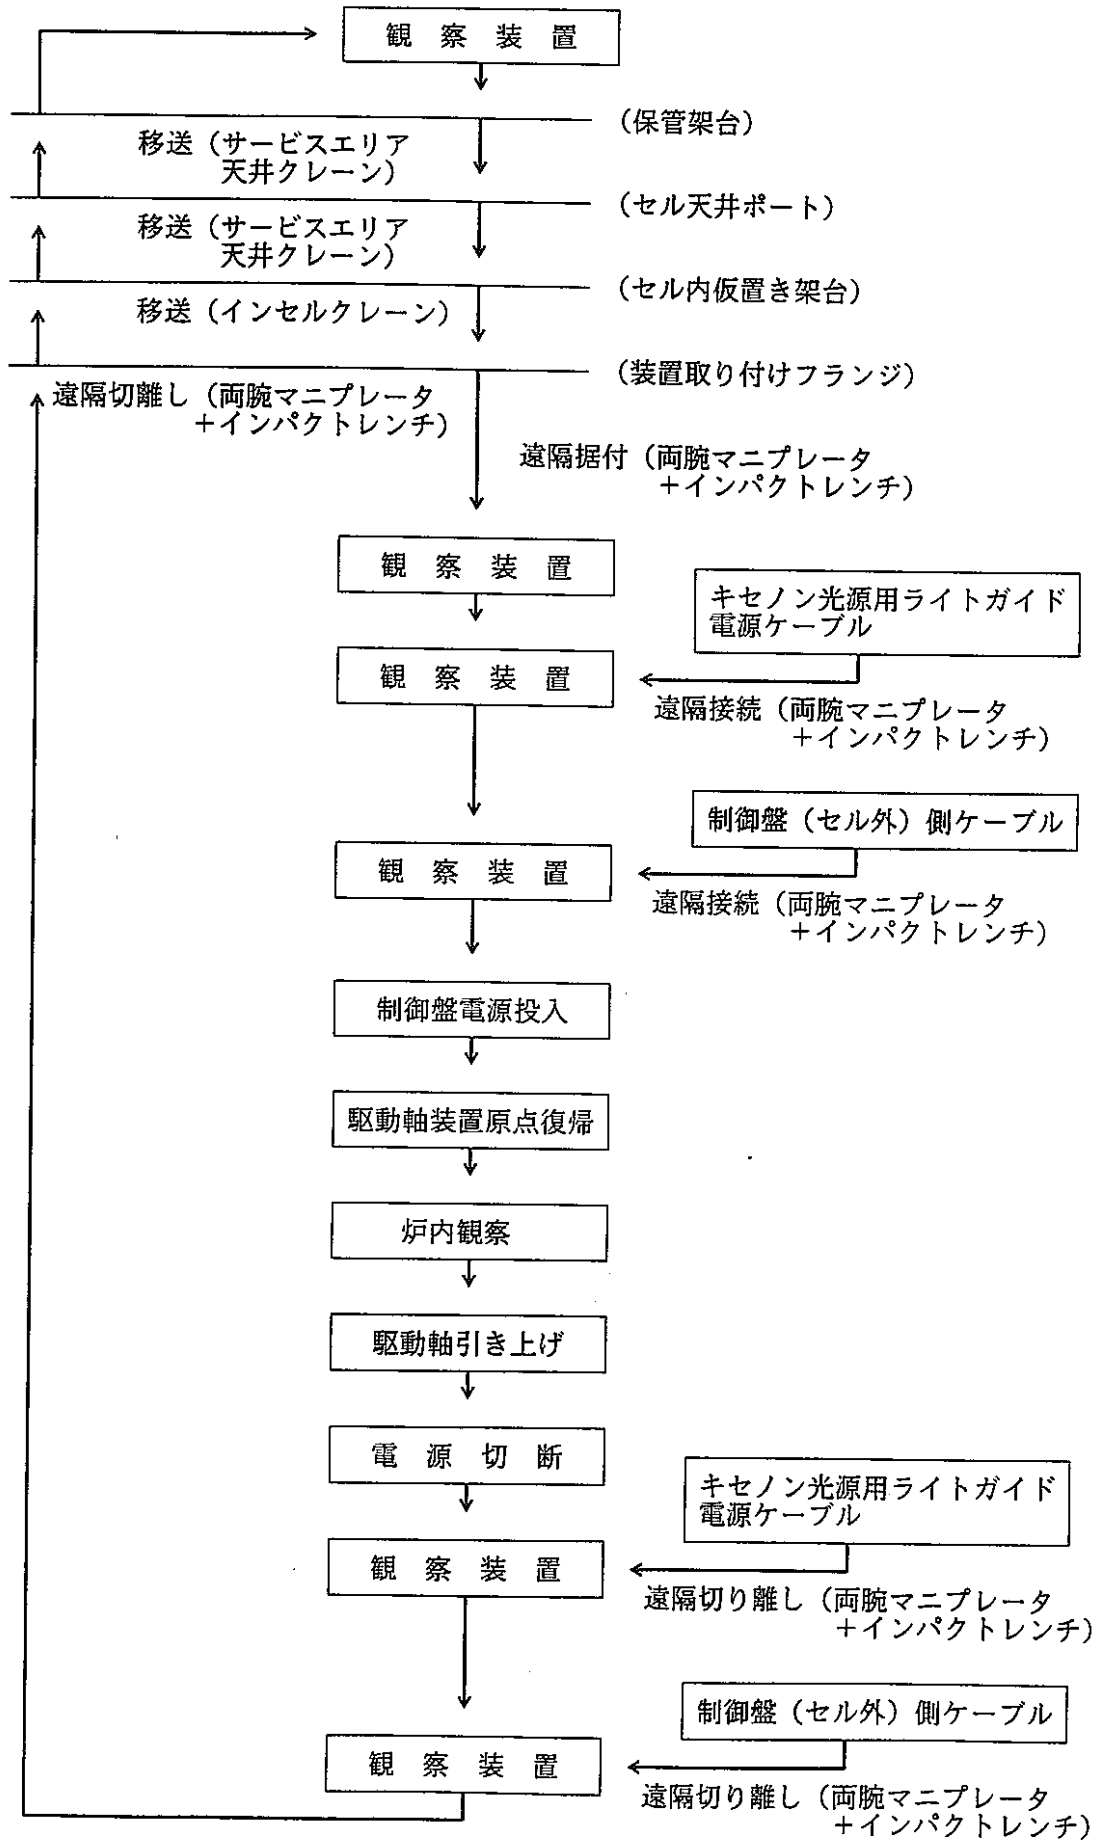 観察装置
(保管架台)
移送(サービスエリア
天井クレーン)
(セル天井ポート)
移送(サービスエリア
天井クレーン)
(セル内仮置き架台)
移送(インセルクレーン)
(装置取り付けフランジ)
遠隔切離し(両腕マニプレータ
+インパクトレンチ)
遠隔据付(両腕マニプレータ
+インパクトレンチ)
観察装置
キセノン光源用ライトガイド
電源ケーブル
観察装置
遠隔接続(両腕マニプレータ
+インパクトレンチ)
制御盤(セル外)側ケーブル
観察装置
遠隔接続(両腕マニプレータ
+インパクトレンチ)
制御盤電源投入
駆動軸装置原点復帰
炉内観察
駆動軸引き上げ
電源切断
キセノン光源用ライトガイド
電源ケーブル
観察装置
遠隔切り離し(両腕マニプレータ
+インパクトレンチ)
制御盤(セル外)側ケーブル
観察装置
遠隔切り離し(両腕マニプレータ
+インパクトレンチ)